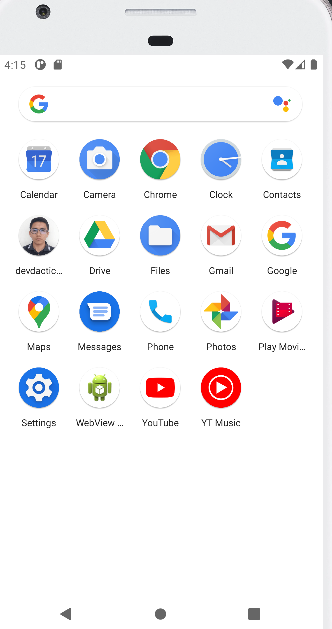 4:15
17
Calendar Camera Chrome Clock Contacts
devdactic... Drive Files Gmail Google
Maps Messages Phone Photos Play Movi...
Settings WebView ... YouTube YT Music